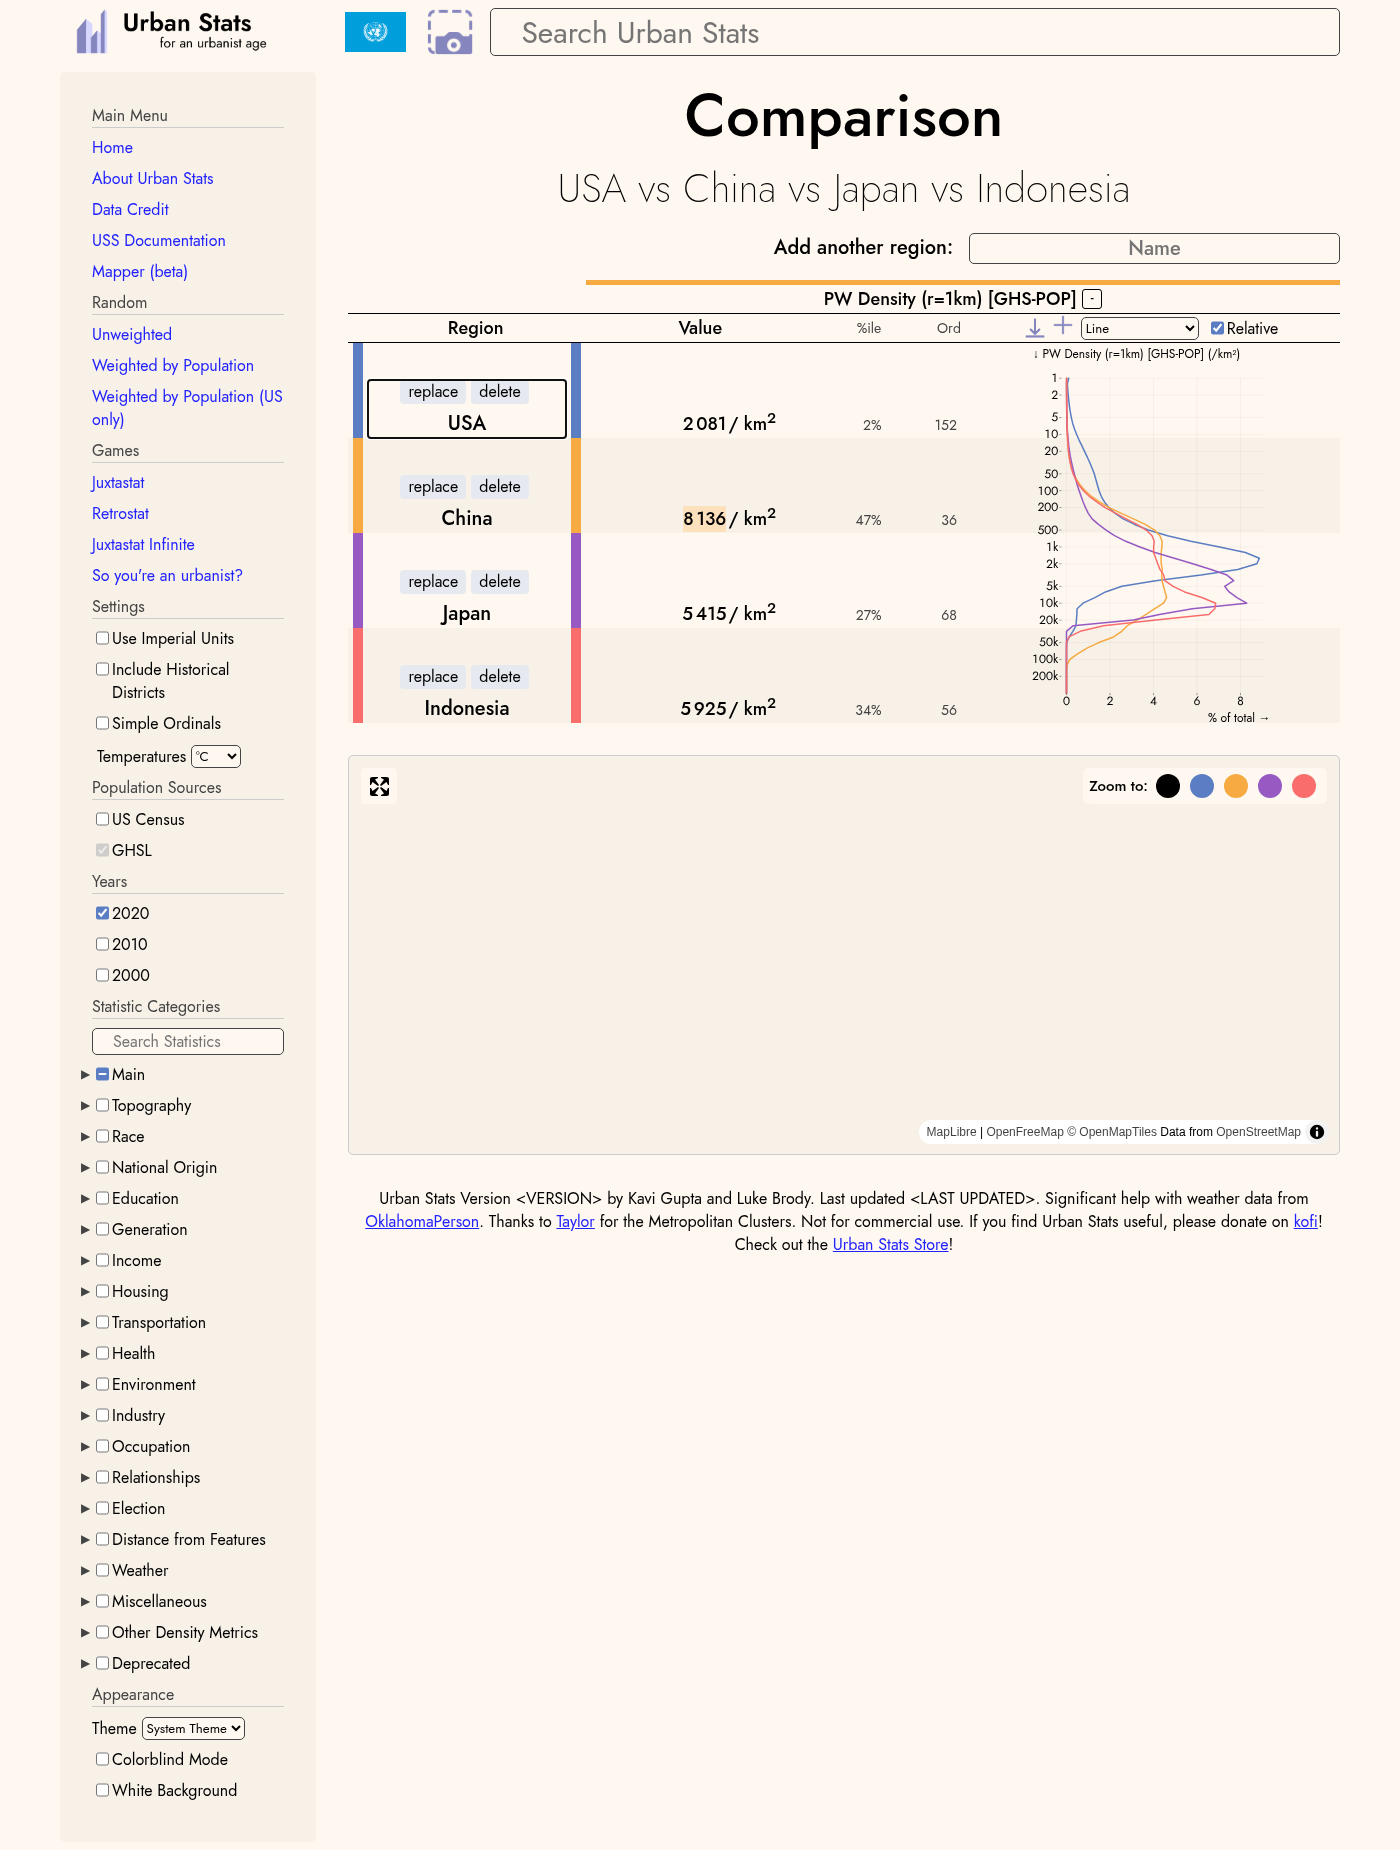 Urban Stats
for an urbanist age
Search Urban Stats
Main Menu
Home
About Urban Stats
Data Credit
USS Documentation
Mapper (beta)
Random
Unweighted
Weighted by Population
Weighted by Population (US
only)
Games
Juxtastat
Retrostat
Juxtastat Infinite
So you're an urbanist?
Settings
Use Imperial Units
Include Historical
Districts
Simple Ordinals
Temperatures °C
Population Sources
US Census
GHSL
Years
2020
2010
2000
Statistic Categories
Search Statistics
Main
Topography
Race
National Origin
Education
Generation
Income
Housing
Transportation
Health
Environment
Industry
Occupation
Relationships
Election
Distance from Features
Weather
Miscellaneous
Other Density Metrics
Deprecated
Appearance
Theme System Theme
Colorblind Mode
White Background
Comparison
USA vs China vs Japan vs Indonesia
Add another region: Name
PW Density (r=1km) [GHS-POP] -
Region Value %ile Ord Line Relative
replace delete
USA 2 081 / km² 2% 152
replace delete
China 8 136 / km² 47% 36
replace delete
Japan 5 415 / km² 27% 68
replace delete
Indonesia 5 925 / km² 34% 56
↓ PW Density (r=1km) [GHS-POP] (/km²)
1
2
5
10
20
50
100
200
500
1k
2k
5k
10k
20k
50k
100k
200k
0 2 4 6 8
% of total →
Zoom to:
MapLibre | OpenFreeMap © OpenMapTiles Data from OpenStreetMap
Urban Stats Version <VERSION> by Kavi Gupta and Luke Brody. Last updated <LAST UPDATED>. Significant help with weather data from
OklahomaPerson. Thanks to Taylor for the Metropolitan Clusters. Not for commercial use. If you find Urban Stats useful, please donate on kofi!
Check out the Urban Stats Store!